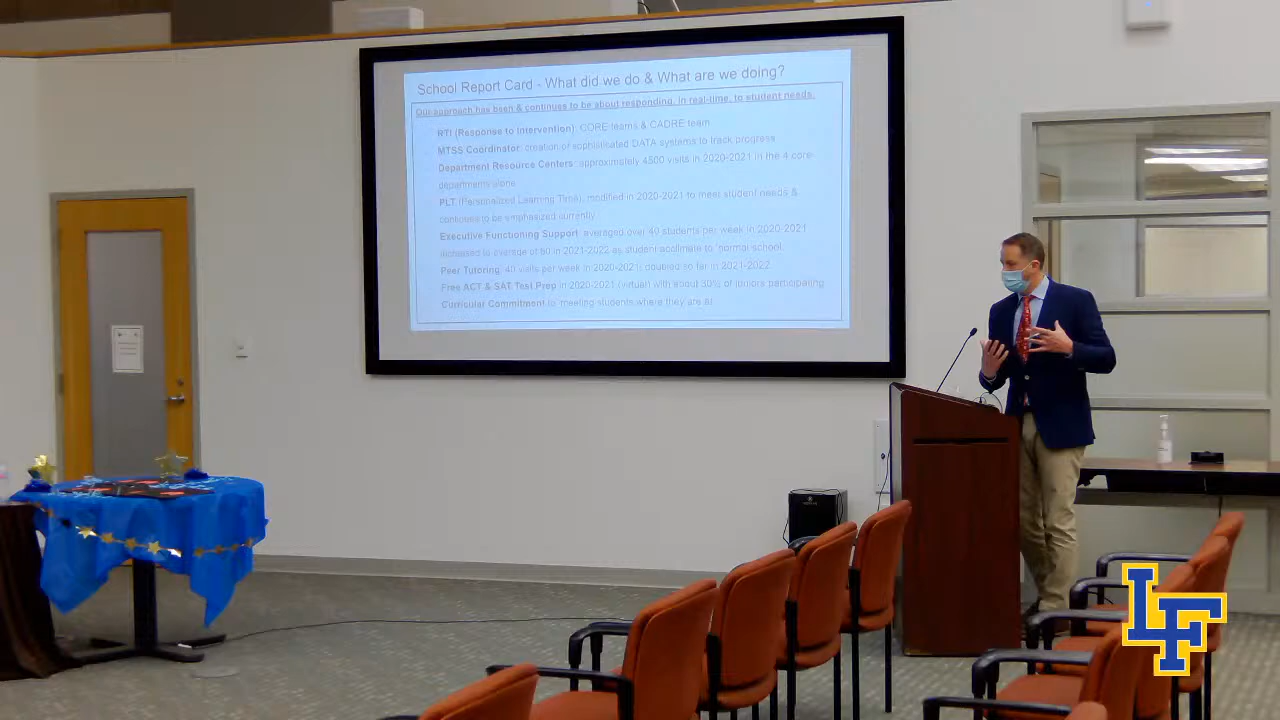 School Report Card - What did we do & What are we doing?
Our approach has been & continues to be about responding, in real-time, to student needs.
RTI (Response to Intervention): CORE teams & CADRE team
MTSS Coordinator: creation of sophisticated DATA systems to track progress
Department Resource Centers: approximately 4500 visits in 2020-2021 in the 4 core
departments alone
PLT (Personalized Learning Time), modified in 2020-2021 to meet student needs &
continues to be emphasized currently
Executive Functioning Support: averaged over 40 students per week in 2020-2021
increased to average of 60 in 2021-2022 as student acclimate to "normal school"
Peer Tutoring: 40 visits per week in 2020-2021, doubled so far in 2021-2022
Free ACT & SAT Test Prep in 2020-2021 (virtual) with about 30% of juniors participating
Curricular Commitment to "meeting students where they are at"
LF